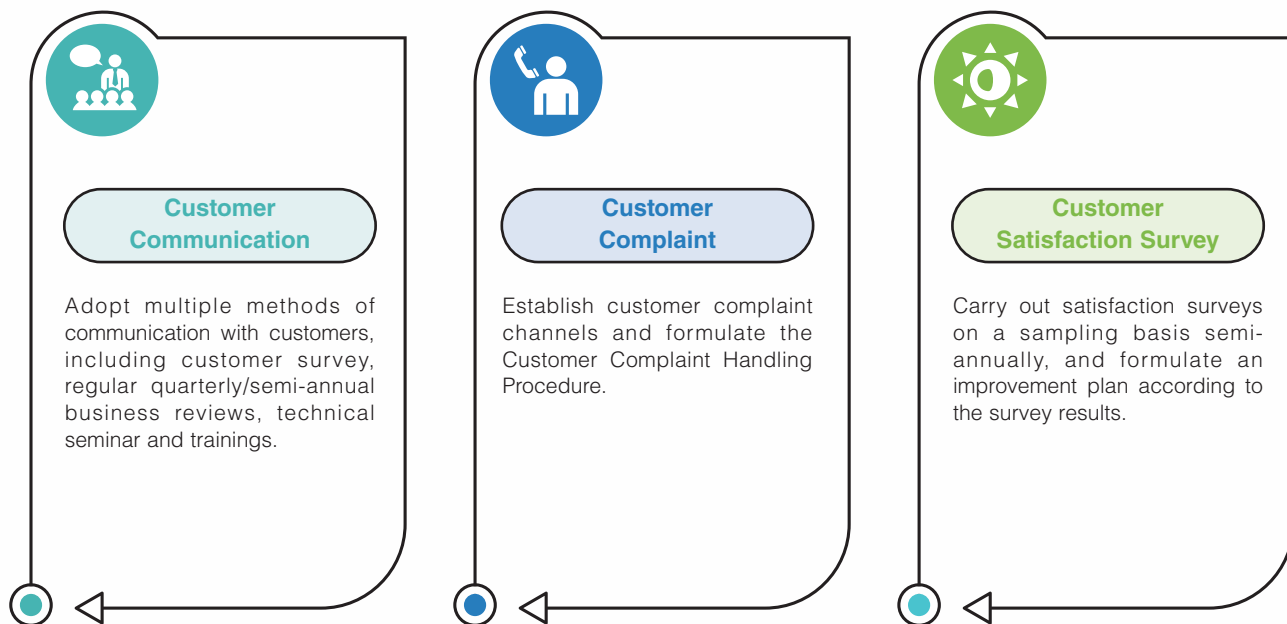 Customer
Communication
Adopt multiple methods of
communication with customers,
including customer survey,
regular quarterly/semi-annual
business reviews, technical
seminar and trainings.
Customer
Complaint
Establish customer complaint
channels and formulate the
Customer Complaint Handling
Procedure.
Customer
Satisfaction Survey
Carry out satisfaction surveys
on a sampling basis semi-
annually, and formulate an
improvement plan according to
the survey results.